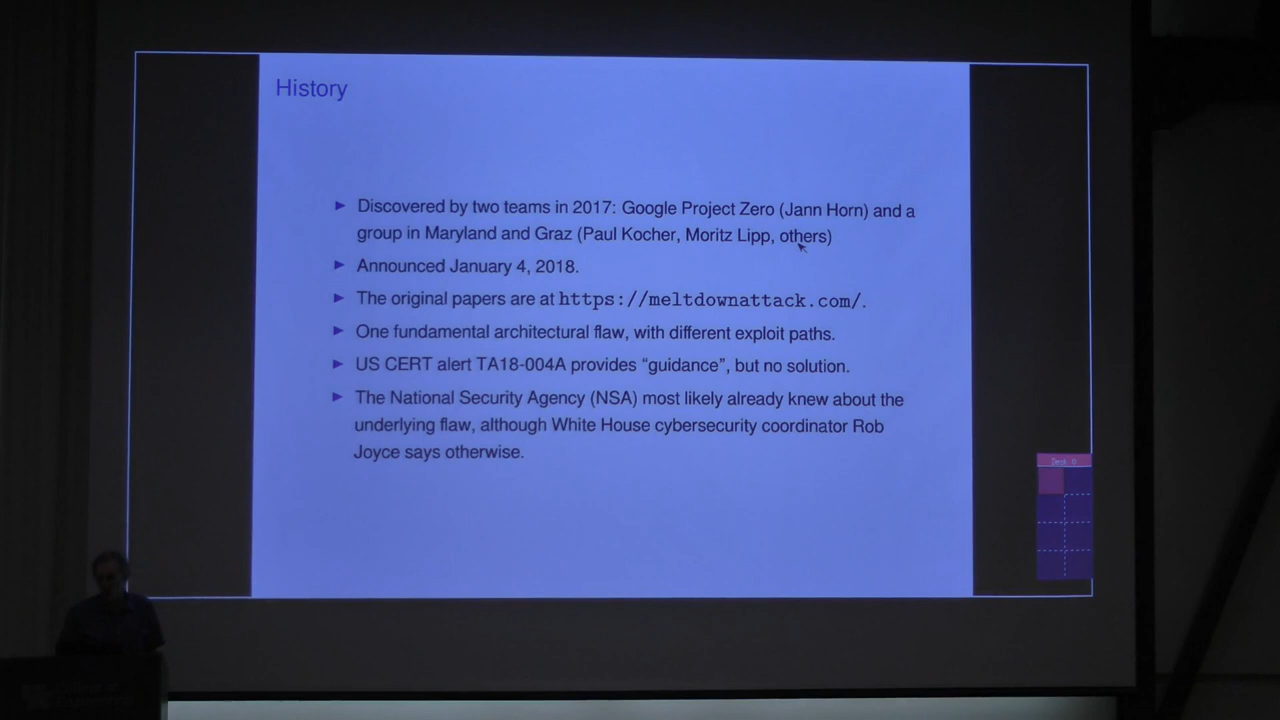 History
► Discovered by two teams in 2017: Google Project Zero (Jann Horn) and a
group in Maryland and Graz (Paul Kocher, Moritz Lipp, others)
► Announced January 4, 2018.
► The original papers are at https://meltdownattack.com/.
► One fundamental architectural flaw, with different exploit paths.
► US CERT alert TA18-004A provides “guidance”, but no solution.
► The National Security Agency (NSA) most likely already knew about the
underlying flaw, although White House cybersecurity coordinator Rob
Joyce says otherwise.
Desk 0